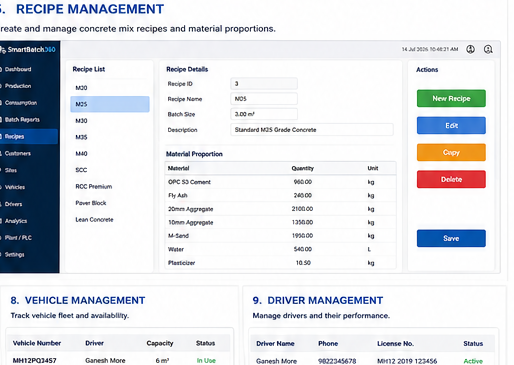 5. RECIPE MANAGEMENT
Create and manage concrete mix recipes and material proportions.
SmartBatch360
14 Jul 2026 10:48:21 AM
Dashboard
Production
Consumption
Batch Reports
Recipes
Customers
Sites
Vehicles
Drivers
Analytics
Plant / PLC
Settings
Recipe List
M20
M25
M30
M35
M40
SCC
RCC Premium
Paver Block
Lean Concrete
Recipe Details
Recipe ID 3
Recipe Name M25
Batch Size 3.00 m³
Description Standard M25 Grade Concrete
Material Proportion
Material Quantity Unit
OPC 53 Cement 960.00 kg
Fly Ash 240.00 kg
20mm Aggregate 2100.00 kg
10mm Aggregate 1350.00 kg
M-Sand 1950.00 kg
Water 540.00 L
Plasticizer 10.50 kg
Actions
New Recipe
Edit
Copy
Delete
Save
8. VEHICLE MANAGEMENT
Track vehicle fleet and availability.
Vehicle Number Driver Capacity Status
MH12PQ3457 Ganesh More 6 m³ In Use
9. DRIVER MANAGEMENT
Manage drivers and their performance.
Driver Name Phone License No. Status
Ganesh More 9822345678 MH12 2019 123456 Active